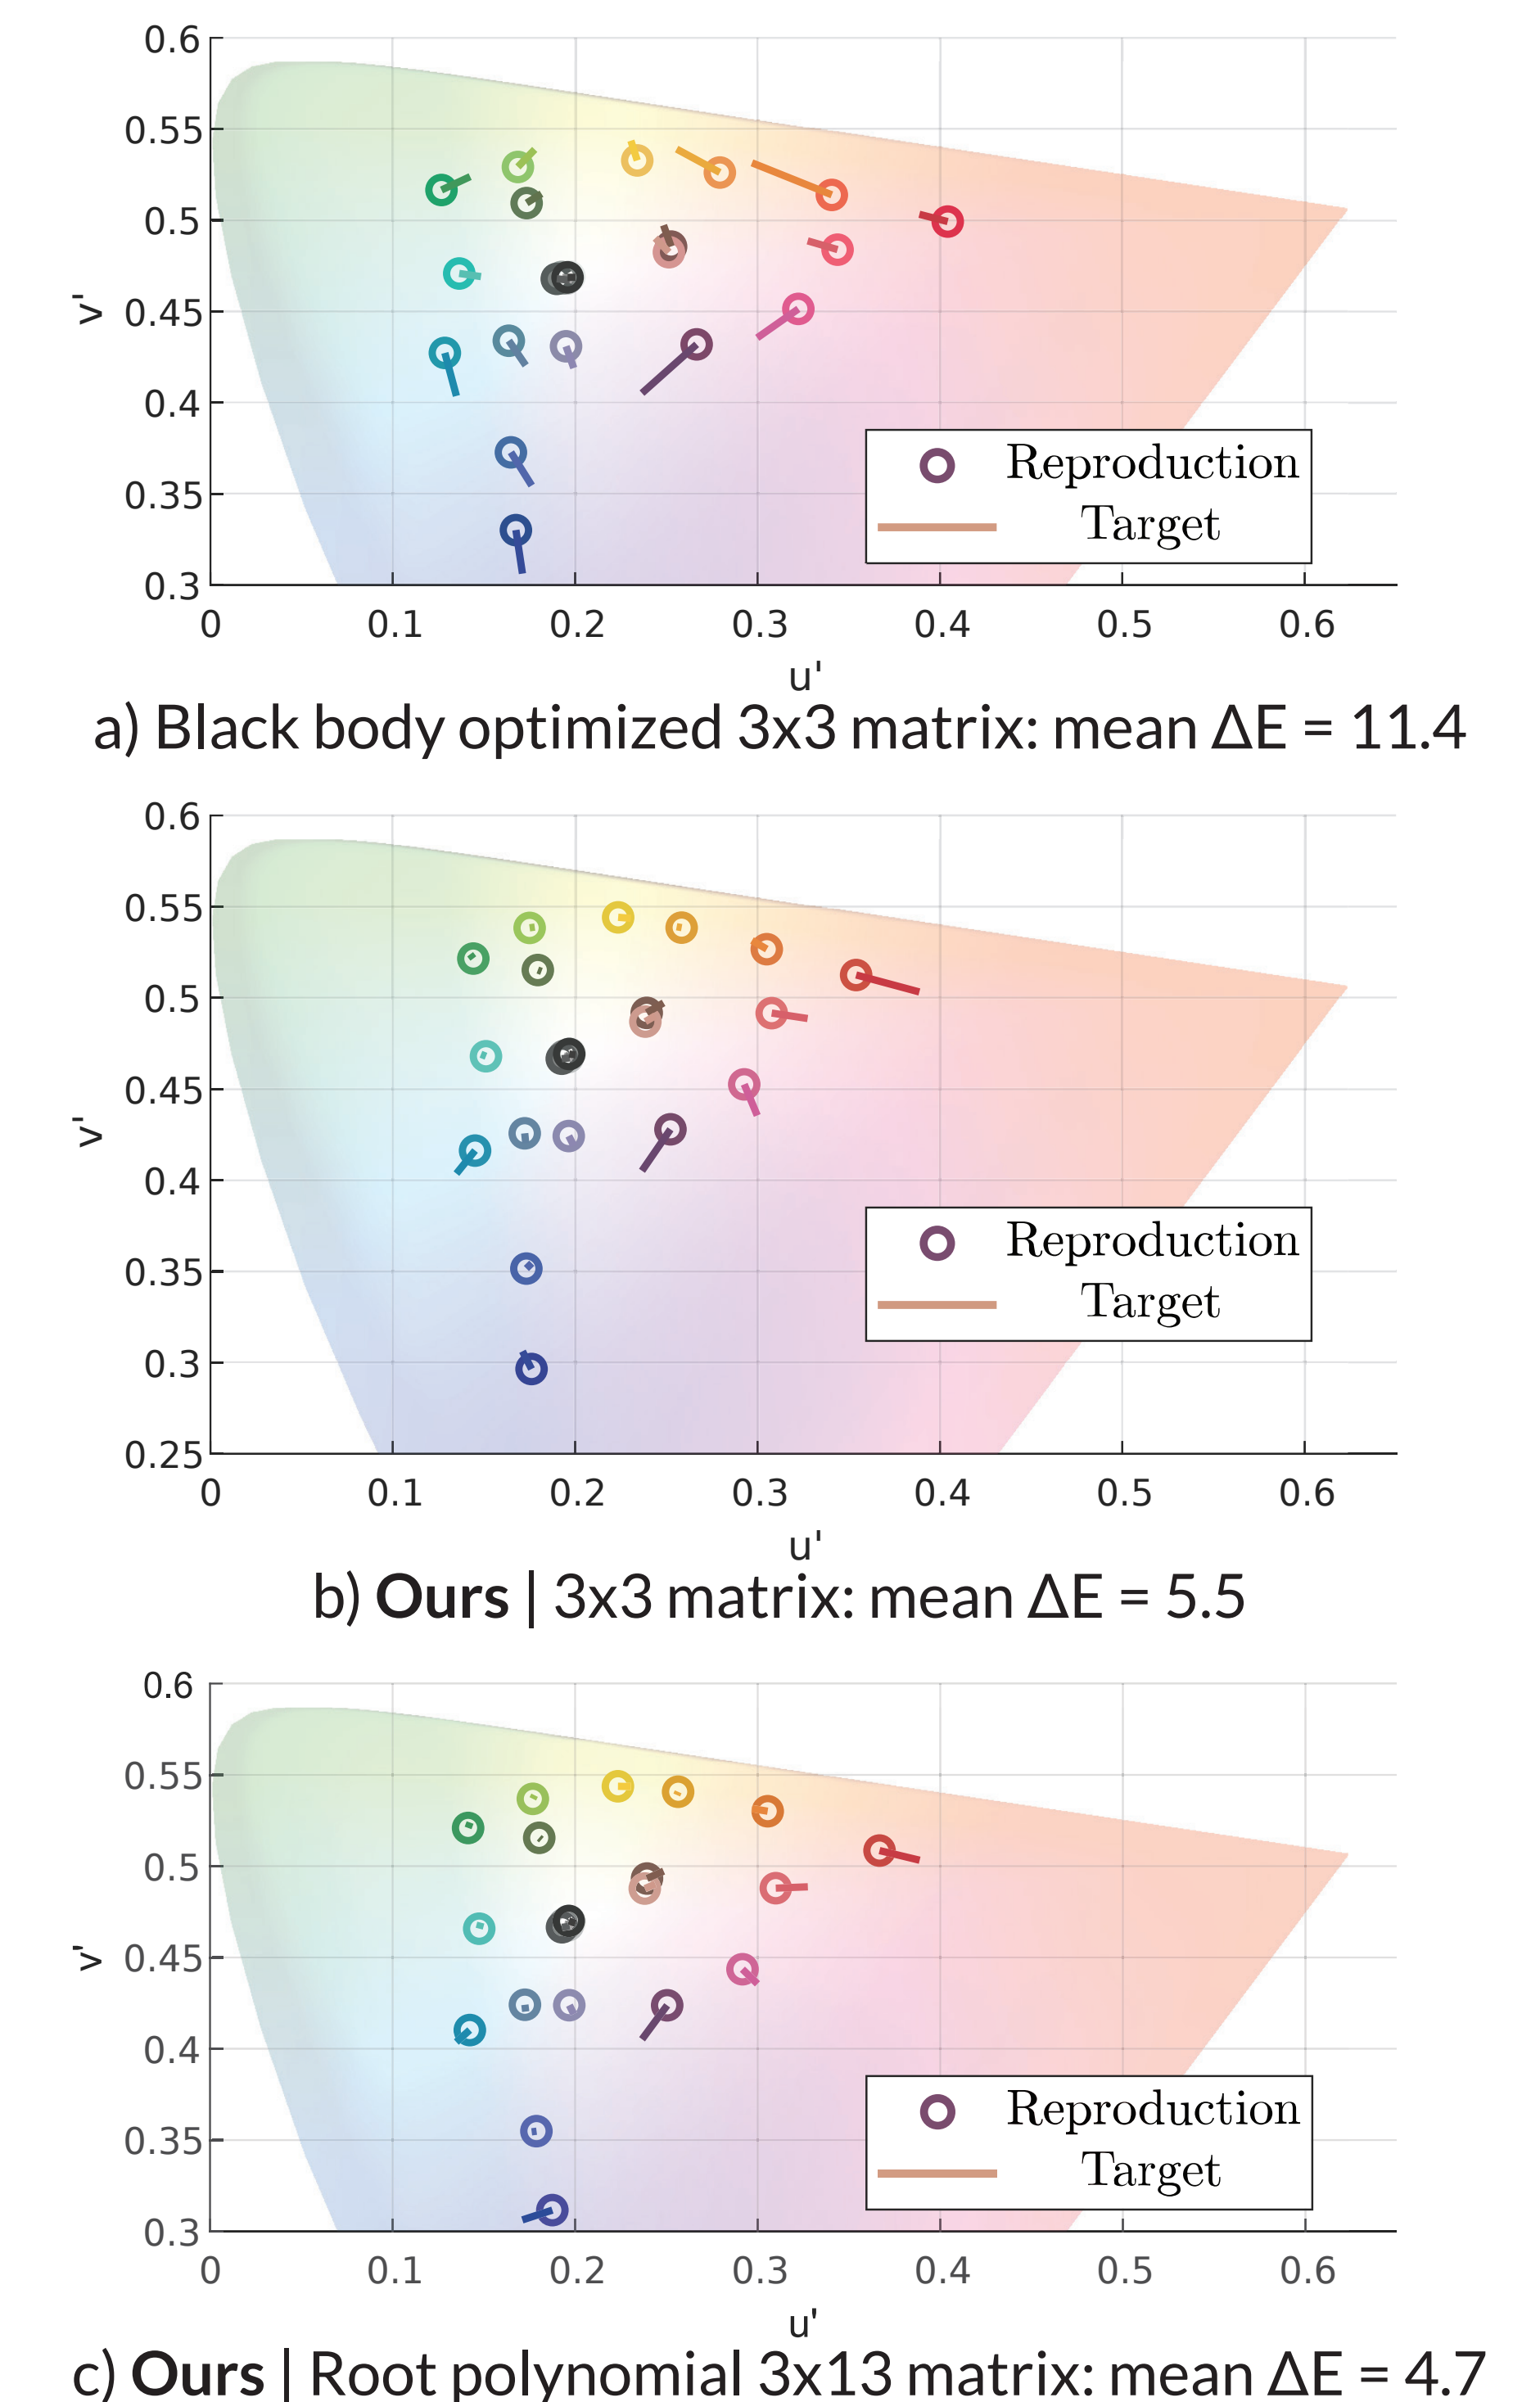 0.6
0.55
0.5
0.45
0.4
0.35
0.3
v'
Reproduction
Target
0 0.1 0.2 0.3 0.4 0.5 0.6
u'
a) Black body optimized 3x3 matrix: mean ΔE = 11.4
0.6
0.55
0.5
0.45
0.4
0.35
0.3
0.25
v'
Reproduction
Target
0 0.1 0.2 0.3 0.4 0.5 0.6
u'
b) Ours | 3x3 matrix: mean ΔE = 5.5
0.6
0.55
0.5
0.45
0.4
0.35
0.3
v'
Reproduction
Target
0 0.1 0.2 0.3 0.4 0.5 0.6
u'
c) Ours | Root polynomial 3x13 matrix: mean ΔE = 4.7